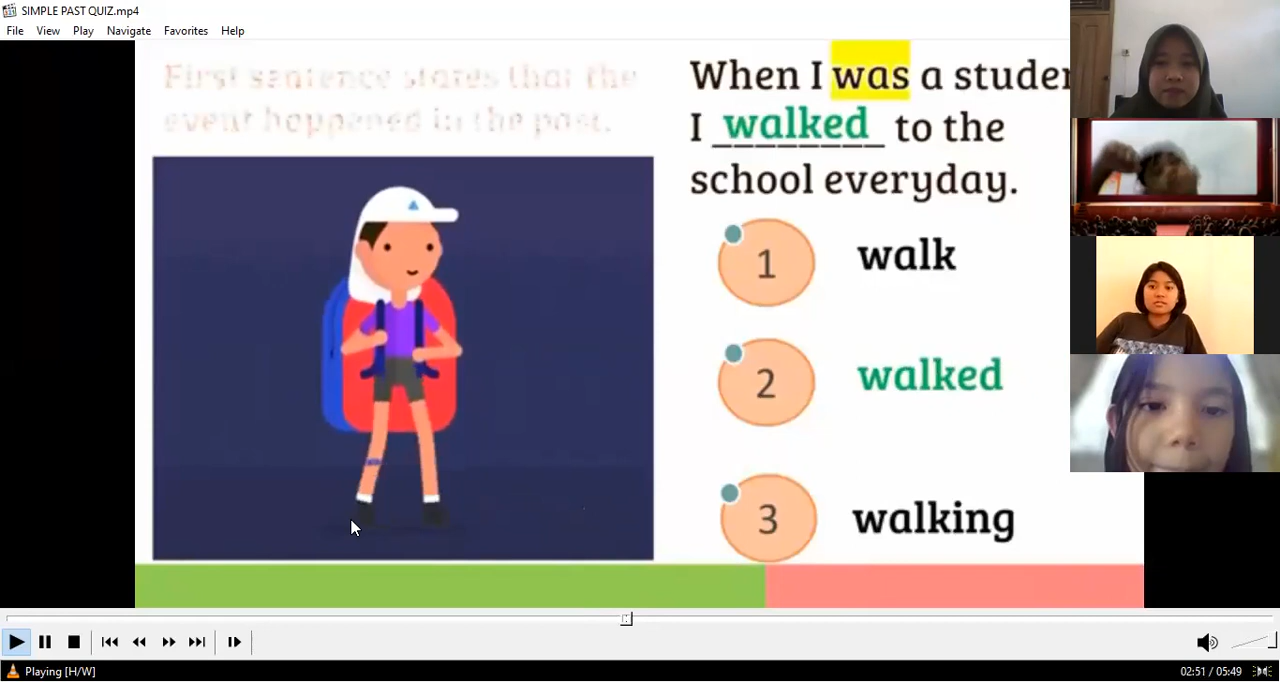 SIMPLE PAST QUIZ.mp4
File View Play Navigate Favorites Help
First sentence states that the
event happened in the past.
When I was a studen
I walked to the
school everyday.
1 walk
2 walked
3 walking
Playing [H/W]
02:51 / 05:49